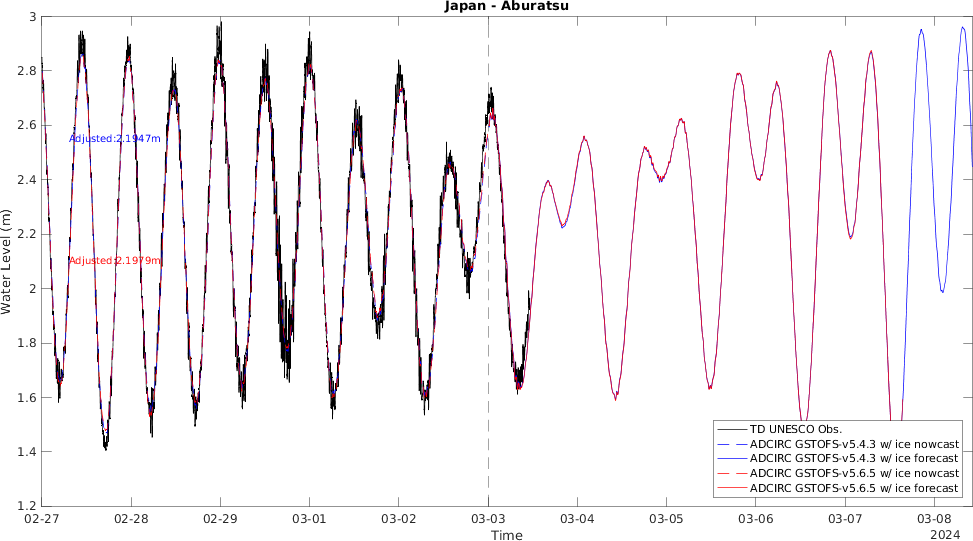 Japan - Aburatsu
Water Level (m)
3
2.8
2.6
2.4
2.2
2
1.8
1.6
1.4
1.2
Adjusted:2.1947m
Adjusted:2.1979m
TD UNESCO Obs.
ADCIRC GSTOFS-v5.4.3 w/ ice nowcast
ADCIRC GSTOFS-v5.4.3 w/ ice forecast
ADCIRC GSTOFS-v5.6.5 w/ ice nowcast
ADCIRC GSTOFS-v5.6.5 w/ ice forecast
02-27 02-28 02-29 03-01 03-02 03-03 03-04 03-05 03-06 03-07 03-08
Time
2024